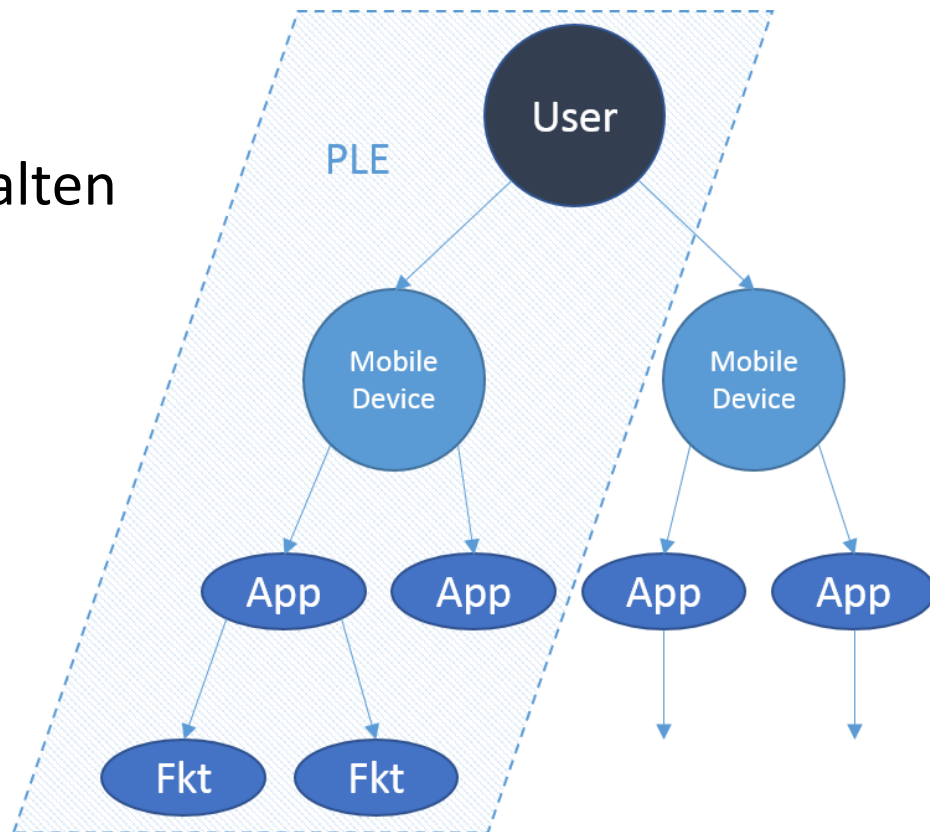 User
PLE
alten
Mobile
Device
Mobile
Device
App
App
App
App
Fkt
Fkt